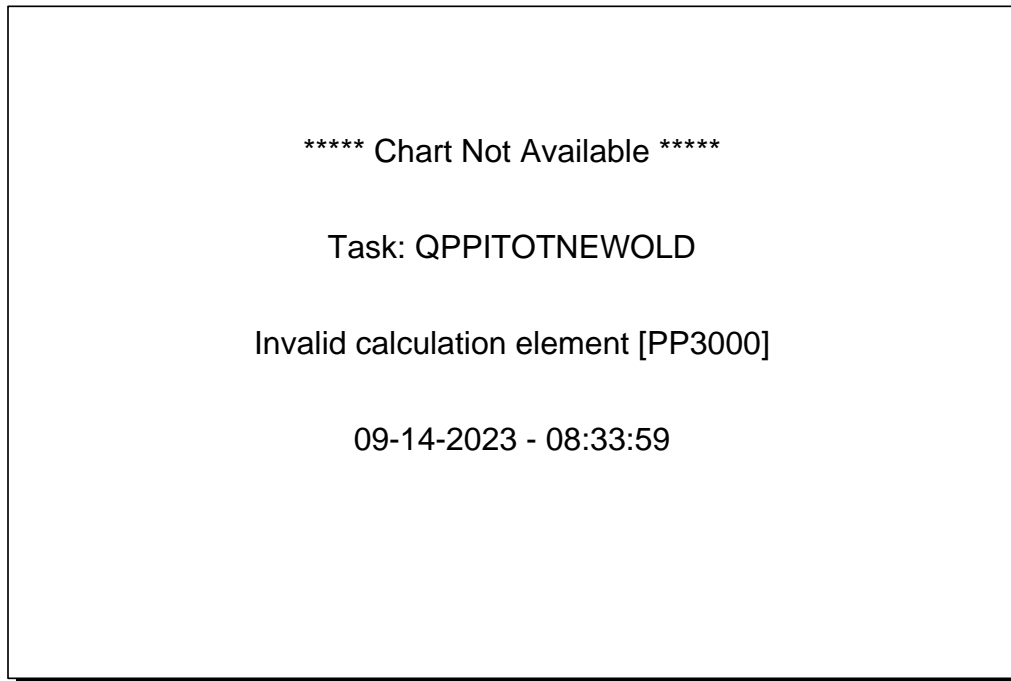 ***** Chart Not Available *****
Task: QPPITOTNEWOLD
Invalid calculation element [PP3000]
09-14-2023 - 08:33:59